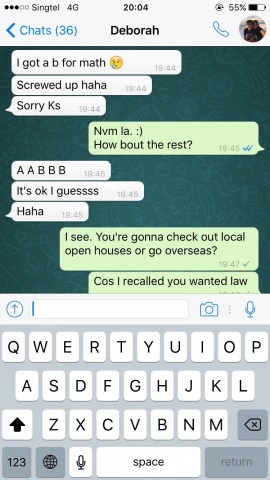 Singtel 4G 20:04 55%
Chats (36) Deborah
I got a b for math 😢 19:44
Screwed up haha 19:44
Sorry Ks 19:44
Nvm la. :)
How bout the rest? 19:45
A A B B B 19:45
It's ok I guessss 19:45
Haha 19:45
I see. You're gonna check out local
open houses or go overseas? 19:47
Cos I recalled you wanted law
Q W E R T Y U I O P
A S D F G H J K L
Z X C V B N M
123 space return